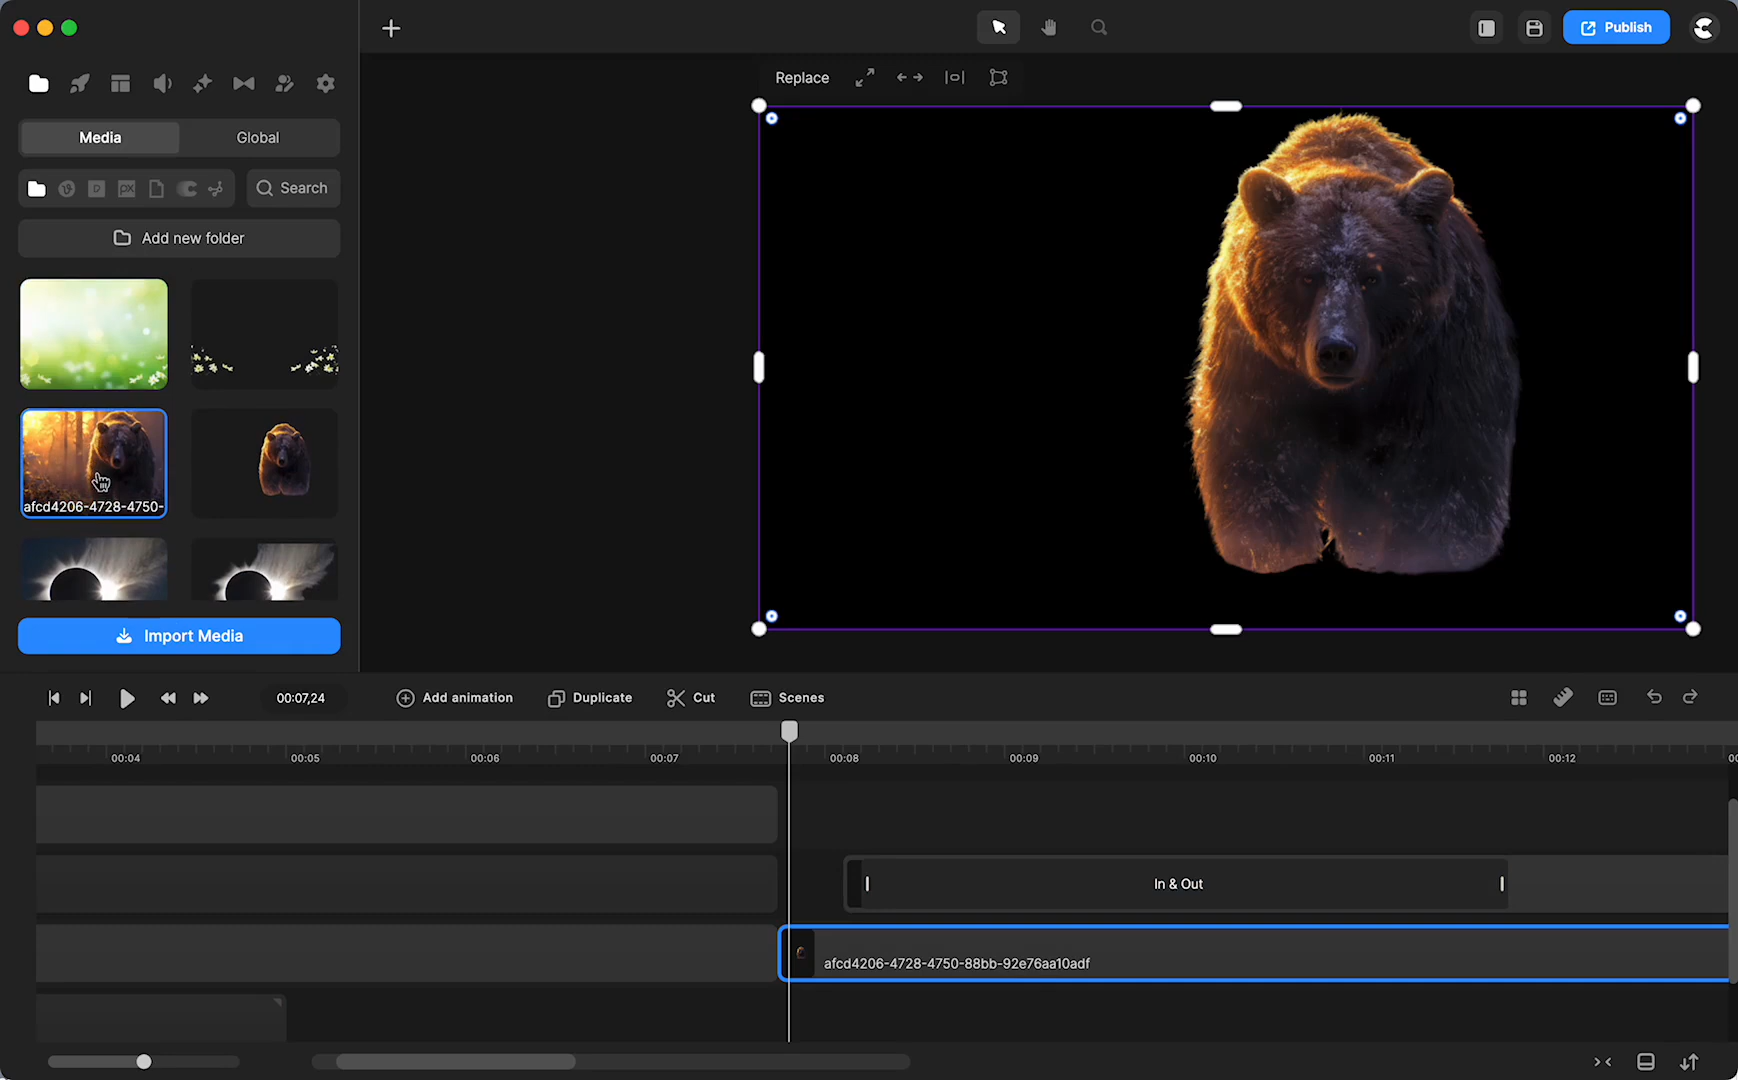 Publish
Replace
Media
Global
Search
Add new folder
afcd4206-4728-4750-
Import Media
00:07,24
Add animation
Duplicate
Cut
Scenes
00:04
00:05
00:06
00:07
00:08
00:09
00:10
00:11
00:12
In & Out
afcd4206-4728-4750-88bb-92e76aa10adf